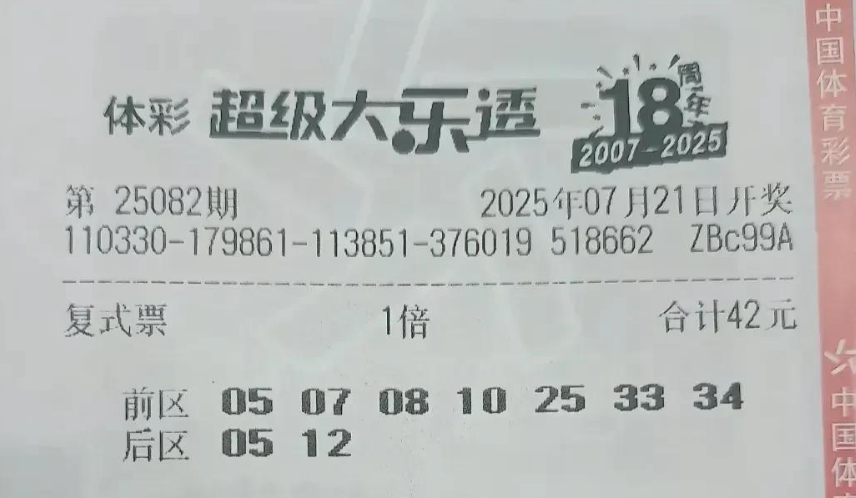 体彩 超级大乐透 18周年 2007-2025
第 25082期 2025年07月21日开奖
110330-179861-113851-376019 518662 ZBc99A
复式票 1倍 合计42元
前区 05 07 08 10 25 33 34
后区 05 12
中国体育彩票
中国体